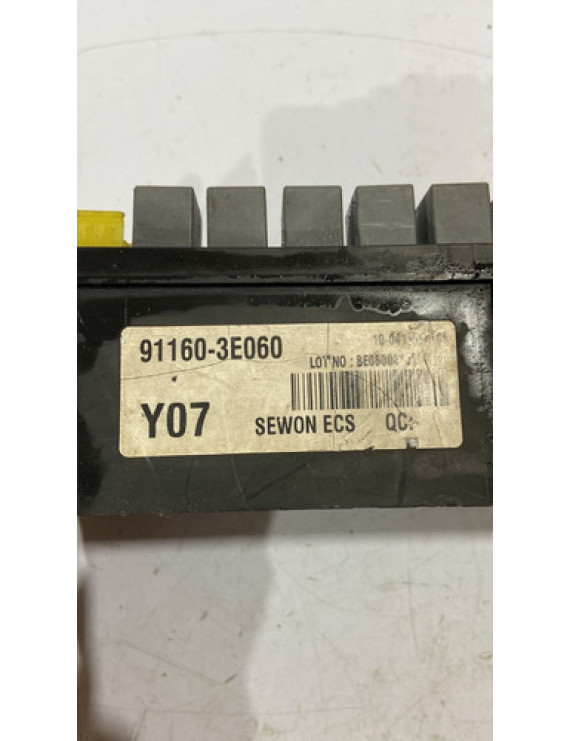 91160-3E060
LOT NO :
Y07 SEWON ECS QC: